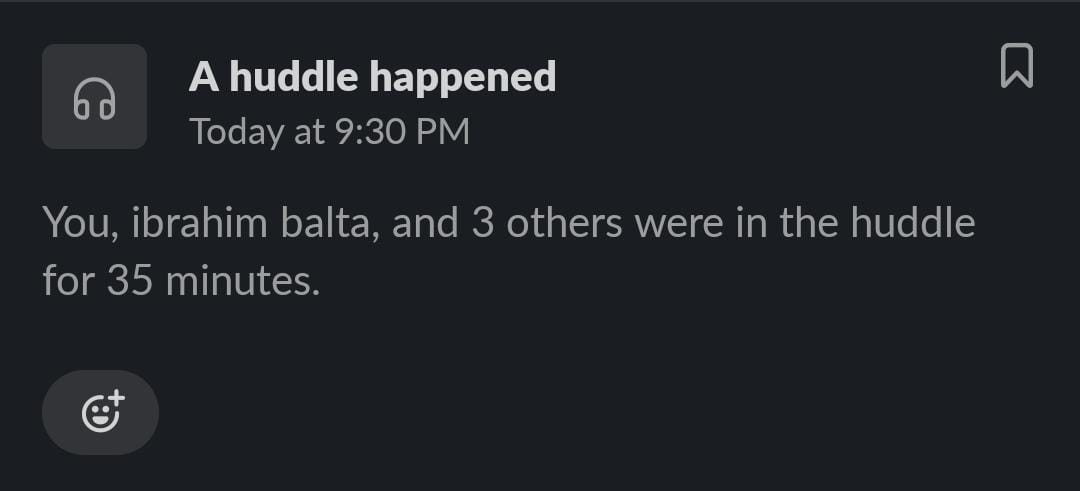 A huddle happened
Today at 9:30 PM
You, ibrahim balta, and 3 others were in the huddle
for 35 minutes.